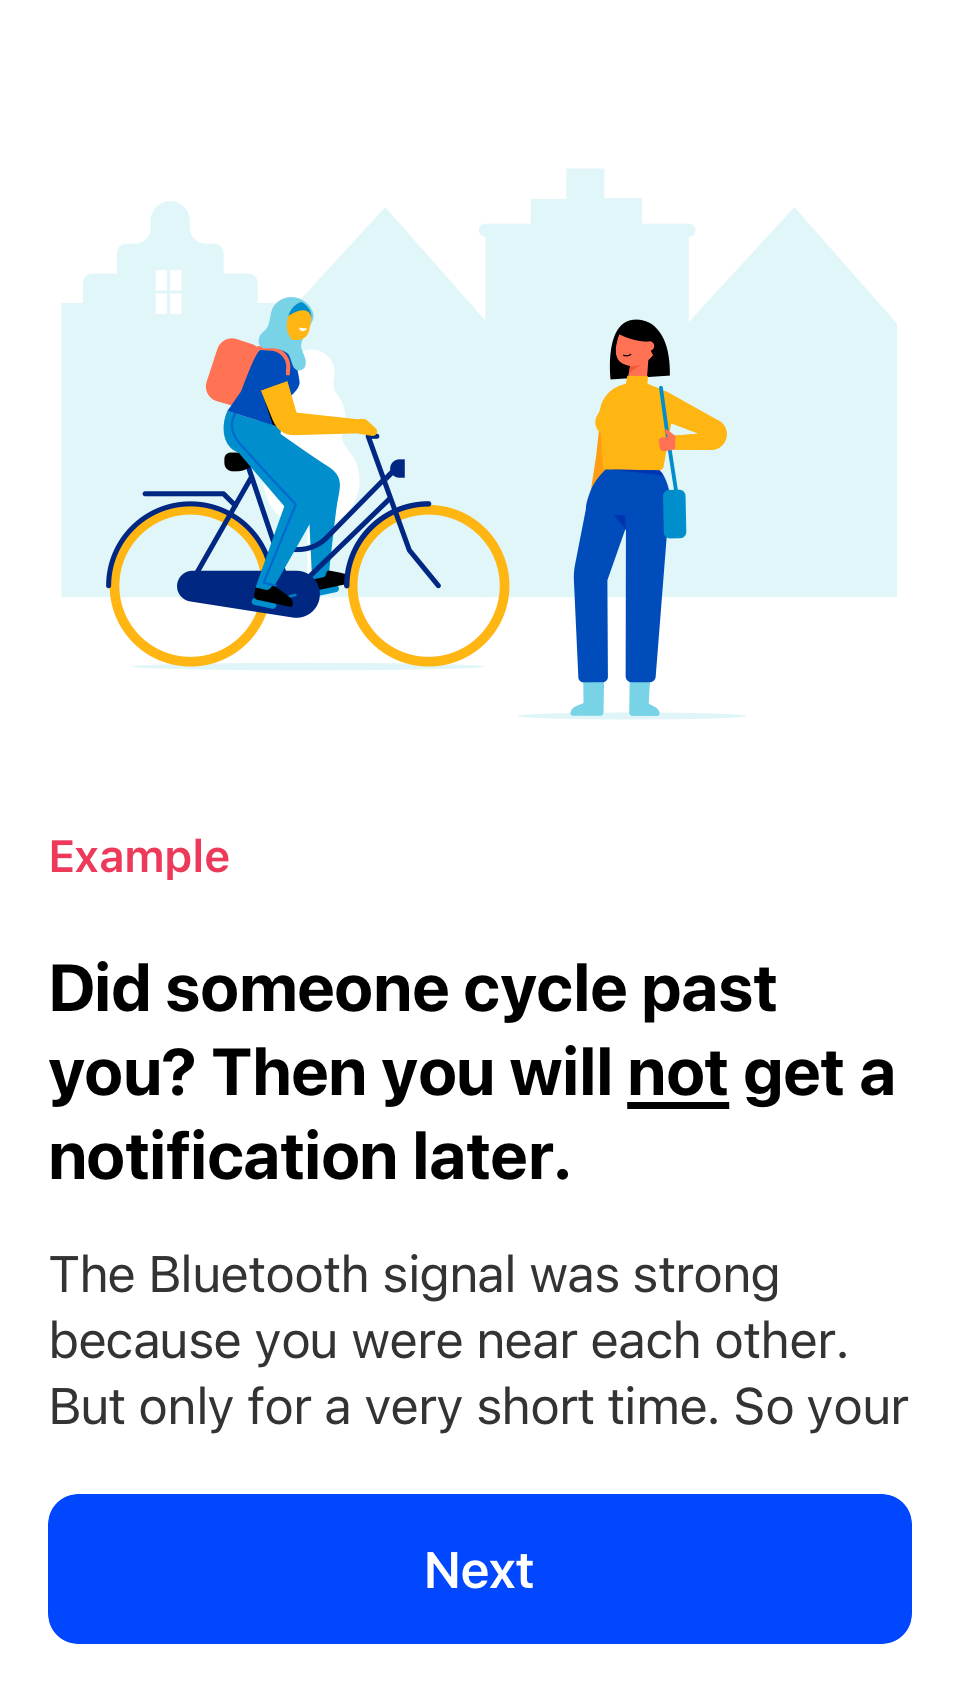 Example
Did someone cycle past
you? Then you will not get a
notification later.
The Bluetooth signal was strong
because you were near each other.
But only for a very short time. So your
Next